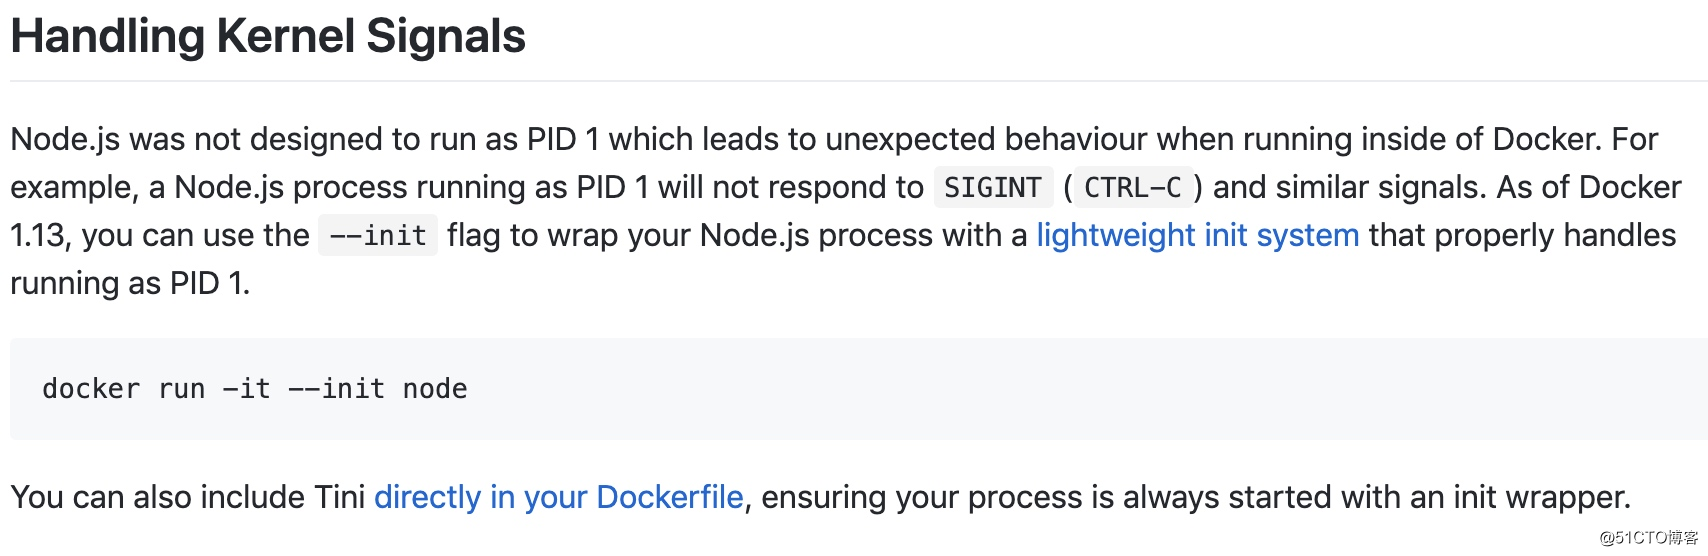 Handling Kernel Signals
Node.js was not designed to run as PID 1 which leads to unexpected behaviour when running inside of Docker. For
example, a Node.js process running as PID 1 will not respond to SIGINT ( CTRL-C ) and similar signals. As of Docker
1.13, you can use the --init flag to wrap your Node.js process with a lightweight init system that properly handles
running as PID 1.
docker run -it --init node
You can also include Tini directly in your Dockerfile, ensuring your process is always started with an init wrapper.
@51CTO博客